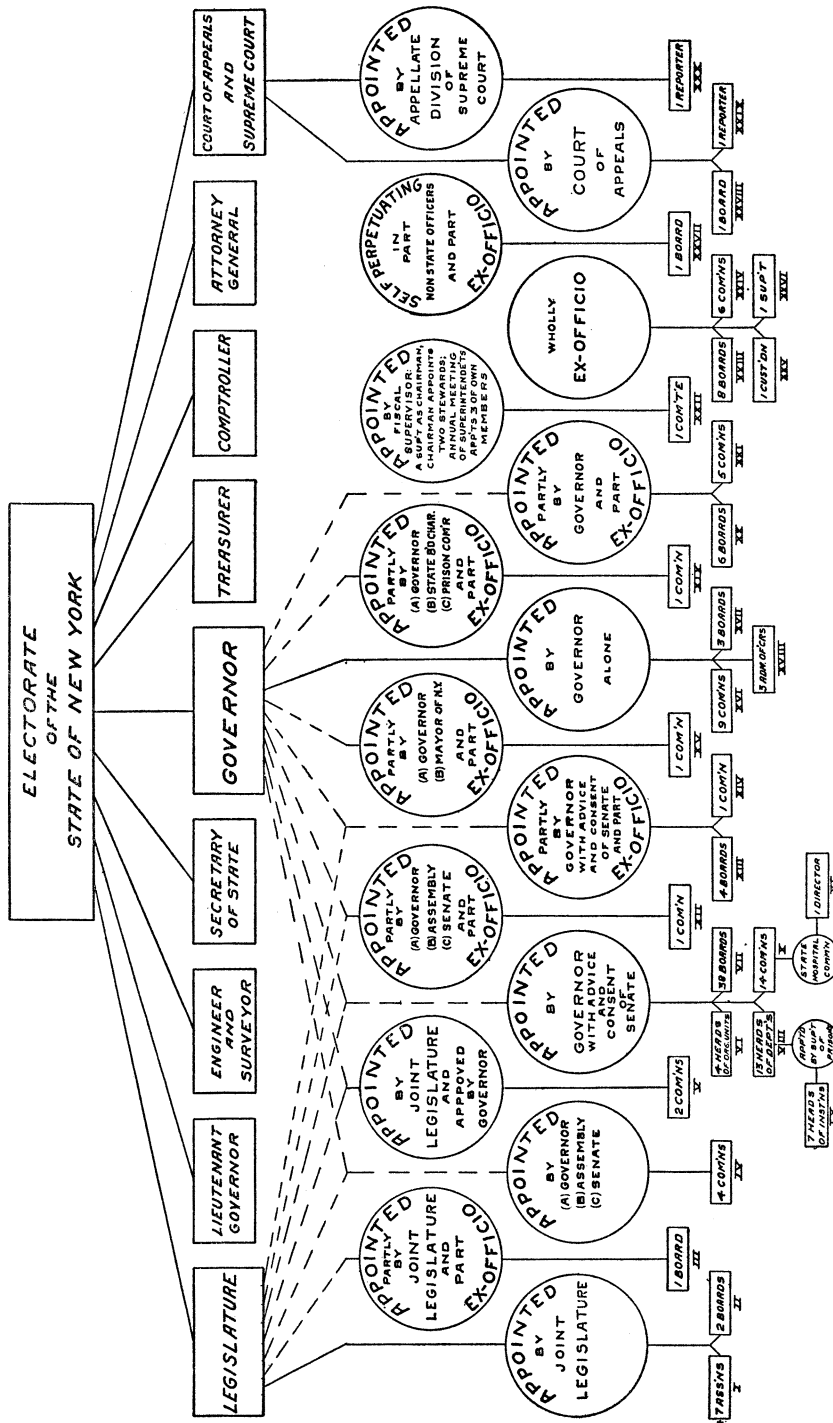 ELECTORATE
OF THE
STATE OF NEW YORK
LEGISLATURE
LIEUTENANT
GOVERNOR
ENGINEER
AND
SURVEYOR
SECRETARY
OF STATE
GOVERNOR
TREASURER
COMPTROLLER
ATTORNEY
GENERAL
COURT OF APPEALS
AND
SUPREME COURT
APPOINTED
PARTLY
BY
JOINT
LEGISLATURE
AND
PART
EX-OFFICIO
APPOINTED
BY JOINT
LEGISLATURE
AND
APPPOVED
BY
GOVERNOR
APPOINTED
PARTLY
BY
(A) GOVERNOR
(B) ASSEMBLY
(C) SENATE
AND
PART
EX-OFFICIO
APPOINTED
PARTLY
BY
(A) GOVERNOR
(B) MAYOR OF N.Y.
AND
PART
EX-OFFICIO
APPOINTED
PARTLY
BY
(A) GOVERNOR
(B) STATE B'D CHAR.
(C) PRISON COM'R
AND
PART
EX-OFFICIO
APPOINTED
BY
FISCAL
SUPERVISOR:
A SUP'T AS CHAIRMAN,
CHAIRMAN APPOINTS
TWO STEWARDS;
ANNUAL MEETING
OF SUPERINTENDETS
APP'TS 3 OF OWN
MEMBERS
SELF PERPETUATING
IN
PART
NON STATE OFFICERS
AND PART
EX-OFFICIO
APPOINTED
BY
APPELLATE
DIVISION
OF
SUPREME
COURT
APPOINTED
BY
JOINT
LEGISLATURE
APPOINTED
BY
(A) GOVERNOR
(B) ASSEMBLY
(C) SENATE
APPOINTED
BY
GOVERNOR
WITH ADVICE
AND
CONSENT
OF
SENATE
APPOINTED
PARTLY
BY
GOVERNOR
WITH ADVICE
AND CONSENT
OF SENATE
AND PART
EX-OFFICIO
APPOINTED
BY
GOVERNOR
ALONE
APPOINTED
PARTLY
BY
GOVERNOR
AND
PART
EX-OFFICIO
WHOLLY
EX-OFFICIO
APPOINTED
BY
COURT
OF
APPEALS
1 BOARD
III
2 COM'NS
V
1 COM'N
XII
1 COM'N
XV
1 COM'N
XIX
1 COM'TE
XXII
1 BOARD
XXVII
1 REPORTER
XXX
7 ASS'NS
I
2 BOARDS
II
4 COM'NS
IV
4 HEADS
OF ORG. UNITS
VI
38 BOARDS
VII
4 BOARDS
XIII
1 COM'N
XIV
9 COM'NS
XVI
3 BOARDS
XVII
6 BOARDS
XX
5 COM'NS
XXI
8 BOARDS
XXIII
6 COM'NS
XXIV
1 BOARD
XXVIII
1 REPORTER
XXIX
15 HEADS
OF DEPT'S
VIII
14 COM'NS
X
3 ADM. OF'CRS
XVIII
1 CUST'DN
XXV
1 SUP'T
XXVI
APP'TD
BY SUP'T
OF
PRISONS
STATE
HOSPITAL
COMM'N
7 HEADS
OF INST'NS
1 DIRECTOR